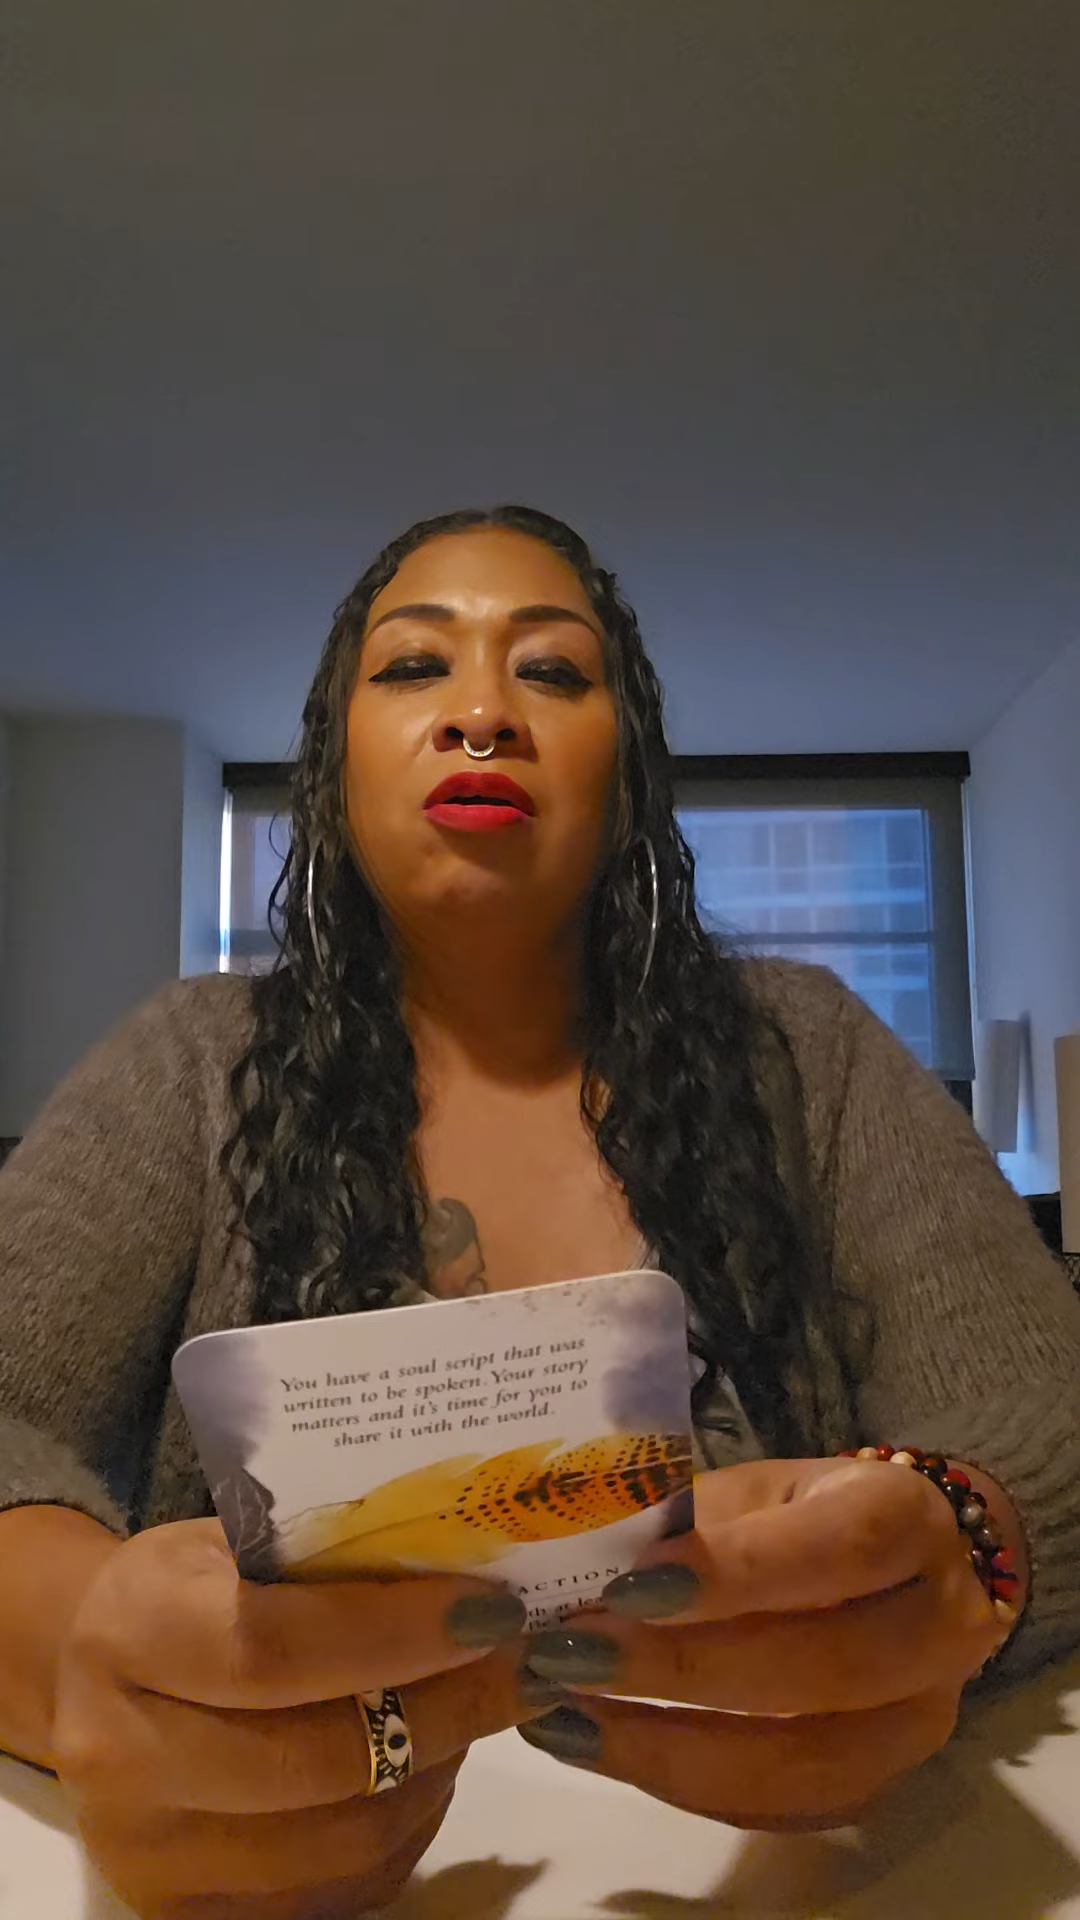 You have a soul script that was
written to be spoken. Your story
matters and it's time for you to
share it with the world.
ACTION
at